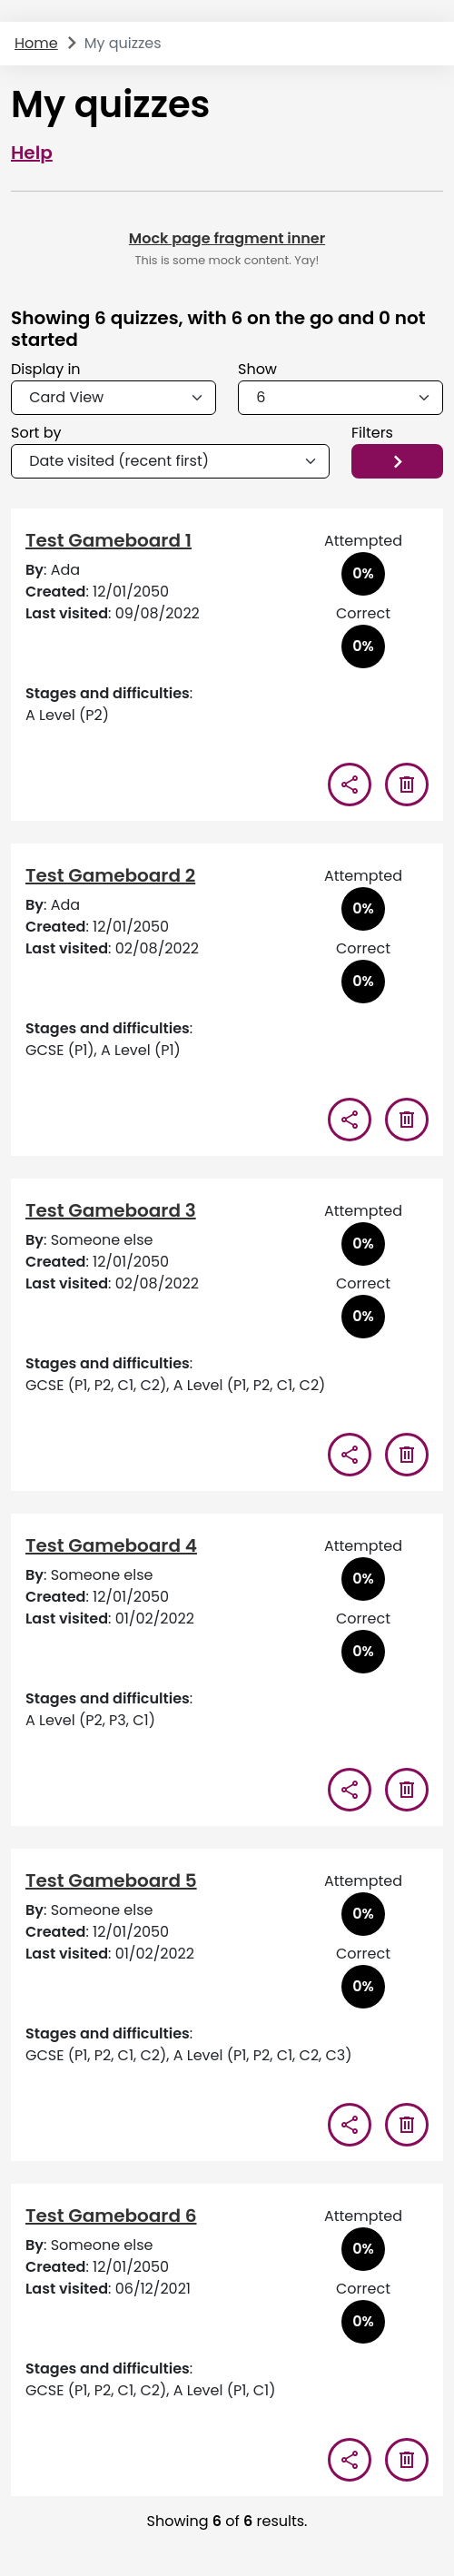 Home My quizzes
My quizzes
Help
Mock page fragment inner
This is some mock content. Yay!
Showing 6 quizzes, with 6 on the go and 0 not
started
Display in Show
Card View 6
Sort by Filters
Date visited (recent first)
Test Gameboard 1
By: Ada
Created: 12/01/2050
Last visited: 09/08/2022
Attempted
0%
Correct
0%
Stages and difficulties:
A Level (P2)
Test Gameboard 2
By: Ada
Created: 12/01/2050
Last visited: 02/08/2022
Attempted
0%
Correct
0%
Stages and difficulties:
GCSE (P1), A Level (P1)
Test Gameboard 3
By: Someone else
Created: 12/01/2050
Last visited: 02/08/2022
Attempted
0%
Correct
0%
Stages and difficulties:
GCSE (P1, P2, C1, C2), A Level (P1, P2, C1, C2)
Test Gameboard 4
By: Someone else
Created: 12/01/2050
Last visited: 01/02/2022
Attempted
0%
Correct
0%
Stages and difficulties:
A Level (P2, P3, C1)
Test Gameboard 5
By: Someone else
Created: 12/01/2050
Last visited: 01/02/2022
Attempted
0%
Correct
0%
Stages and difficulties:
GCSE (P1, P2, C1, C2), A Level (P1, P2, C1, C2, C3)
Test Gameboard 6
By: Someone else
Created: 12/01/2050
Last visited: 06/12/2021
Attempted
0%
Correct
0%
Stages and difficulties:
GCSE (P1, P2, C1, C2), A Level (P1, C1)
Showing 6 of 6 results.